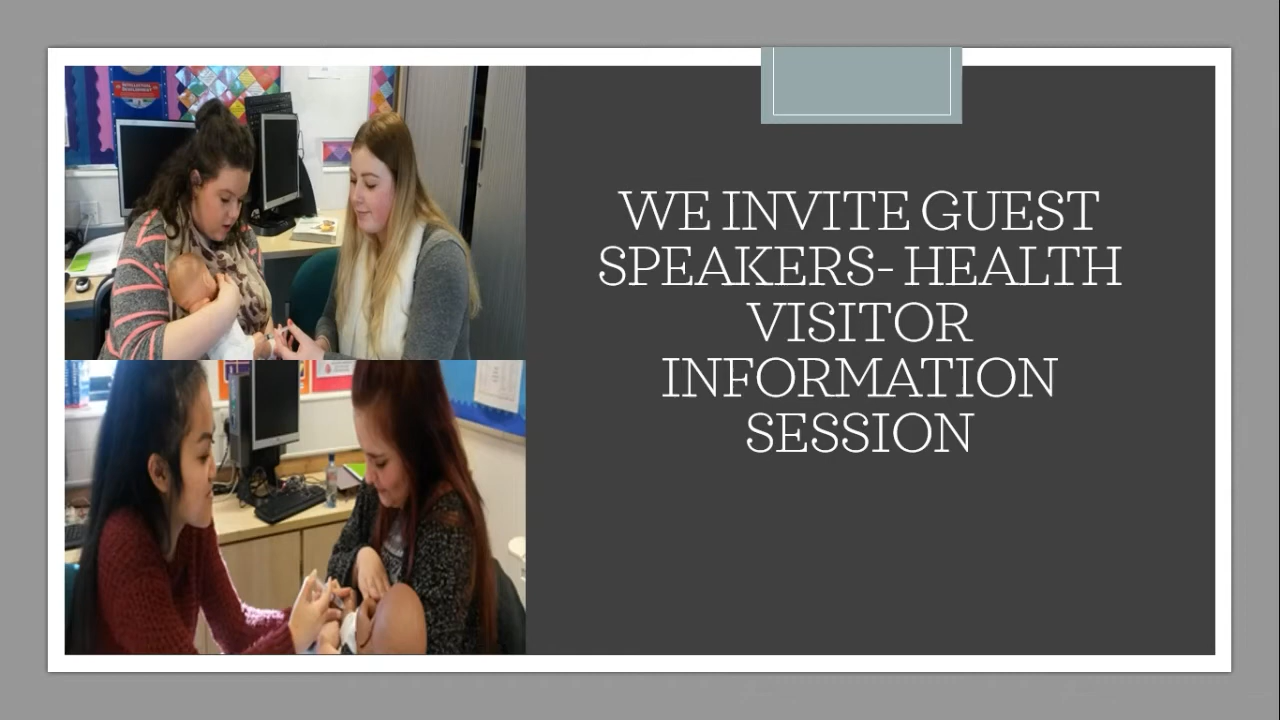 WE INVITE GUEST
SPEAKERS- HEALTH
VISITOR
INFORMATION
SESSION